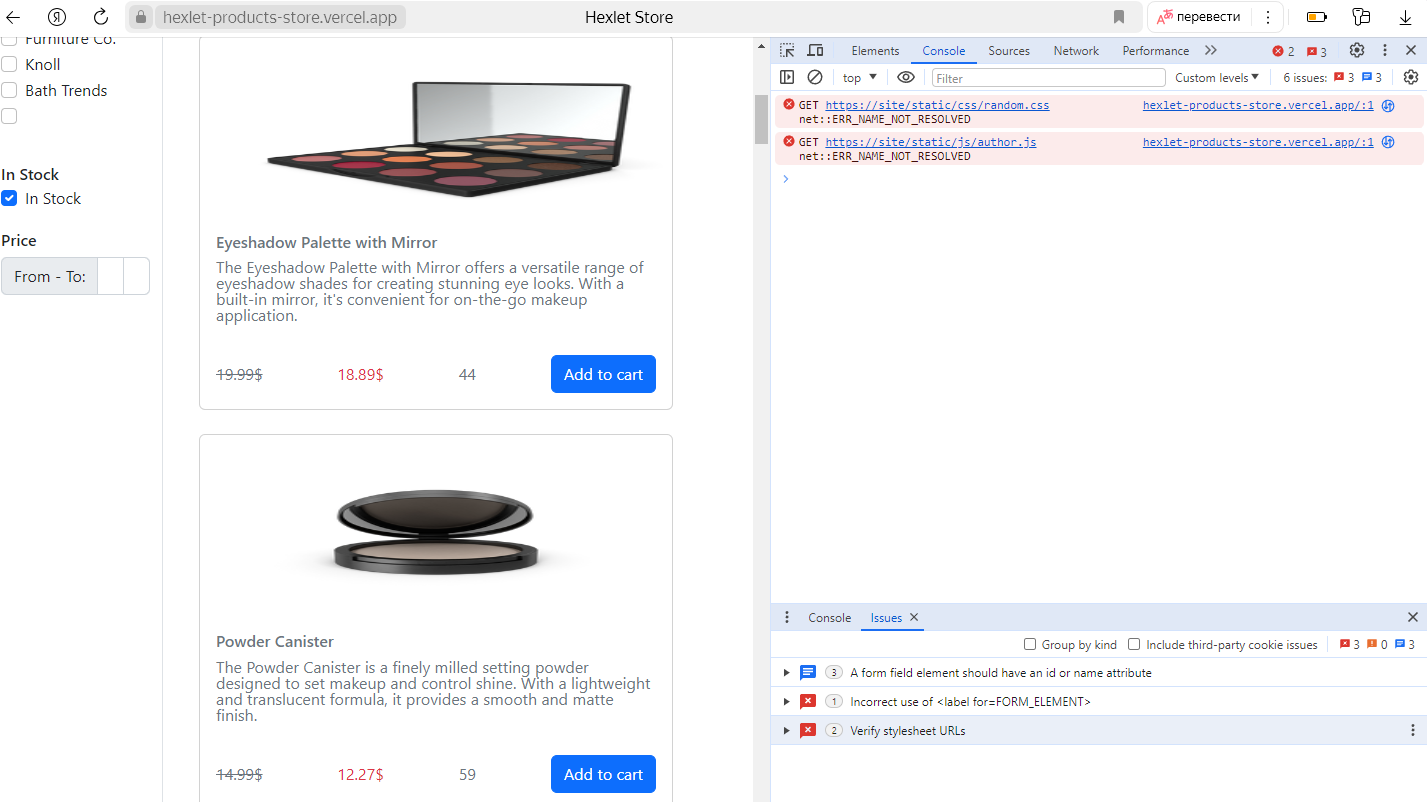 hexlet-products-store.vercel.app
Hexlet Store
перевести
Furniture Co.
Knoll
Bath Trends
In Stock
In Stock
Price
From - To:
Eyeshadow Palette with Mirror
The Eyeshadow Palette with Mirror offers a versatile range of
eyeshadow shades for creating stunning eye looks. With a
built-in mirror, it's convenient for on-the-go makeup
application.
19.99$ 18.89$ 44 Add to cart
Powder Canister
The Powder Canister is a finely milled setting powder
designed to set makeup and control shine. With a lightweight
and translucent formula, it provides a smooth and matte
finish.
14.99$ 12.27$ 59 Add to cart
Elements Console Sources Network Performance 2 3
top Filter Custom levels 6 issues: 3 3
GET https://site/static/css/random.css hexlet-products-store.vercel.app/:1
net::ERR_NAME_NOT_RESOLVED
GET https://site/static/js/author.js hexlet-products-store.vercel.app/:1
net::ERR_NAME_NOT_RESOLVED
Console Issues
Group by kind Include third-party cookie issues 3 0 3
3 A form field element should have an id or name attribute
1 Incorrect use of <label for=FORM_ELEMENT>
2 Verify stylesheet URLs